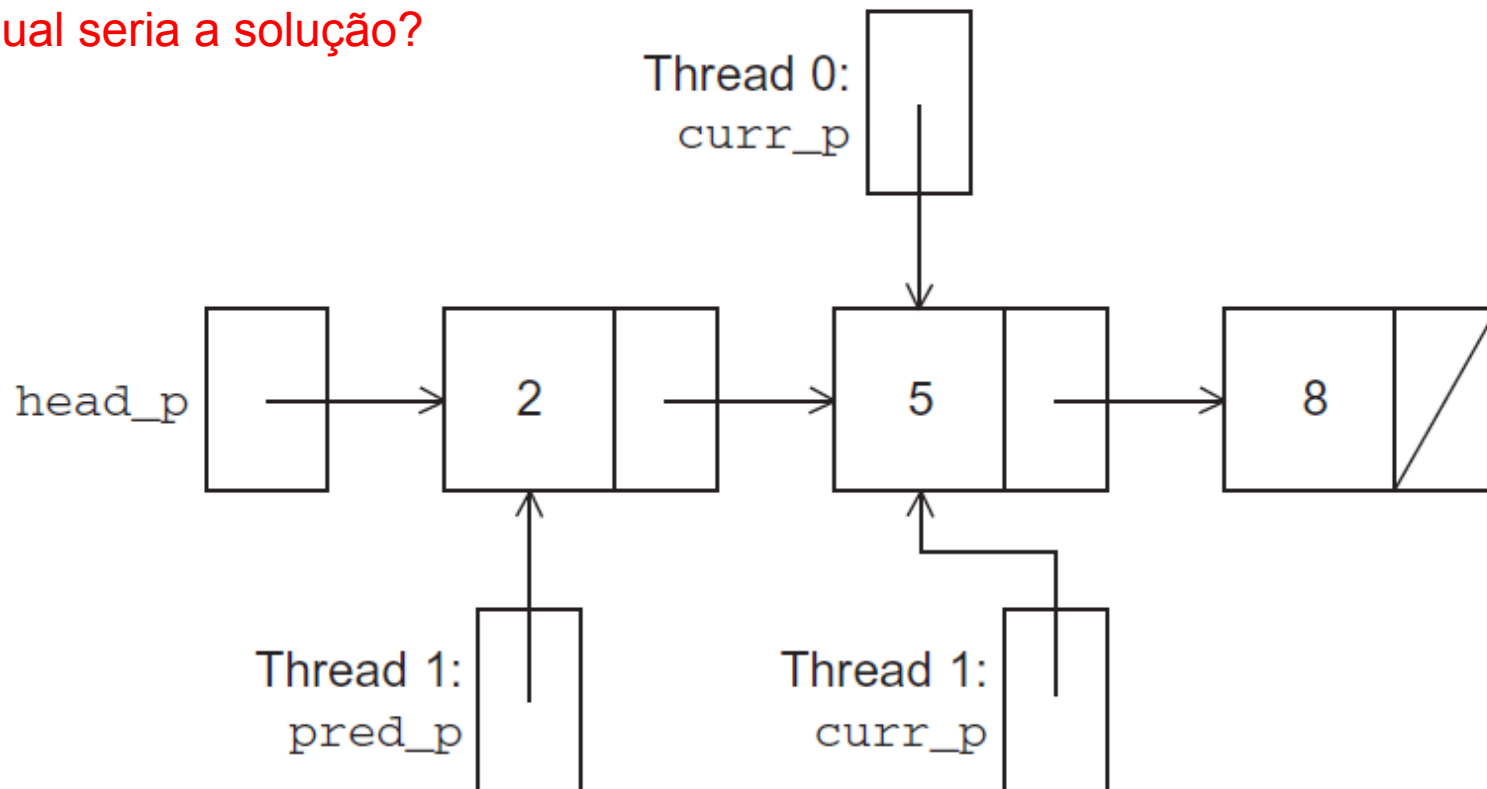 ual seria a solução?
Thread 0:
curr_p
head_p
2
5
8
Thread 1:
pred_p
Thread 1:
curr_p